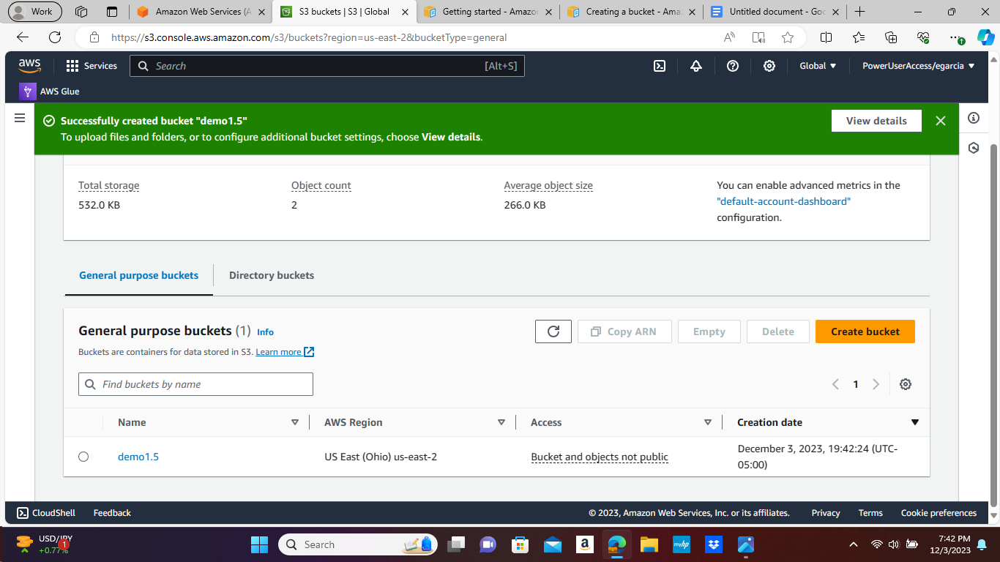 Work
Amazon Web Services (A
S3 buckets | S3 | Global
Getting started - Amazon
Creating a bucket - Ama
Untitled document - Goo
https://s3.console.aws.amazon.com/s3/buckets?region=us-east-2&bucketType=general
aws
Services
Search
[Alt+S]
Global
PowerUserAccess/egarcia
AWS Glue
Successfully created bucket "demo1.5"
To upload files and folders, or to configure additional bucket settings, choose View details.
View details
Total storage
532.0 KB
Object count
2
Average object size
266.0 KB
You can enable advanced metrics in the
"default-account-dashboard"
configuration.
General purpose buckets
Directory buckets
General purpose buckets (1) Info
Buckets are containers for data stored in S3. Learn more
Copy ARN
Empty
Delete
Create bucket
Find buckets by name
1
Name
AWS Region
Access
Creation date
demo1.5
US East (Ohio) us-east-2
Bucket and objects not public
December 3, 2023, 19:42:24 (UTC-
05:00)
CloudShell
Feedback
© 2023, Amazon Web Services, Inc. or its affiliates.
Privacy
Terms
Cookie preferences
USD/JPY
+0.77%
1
Search
a
myhp
7:42 PM
12/3/2023